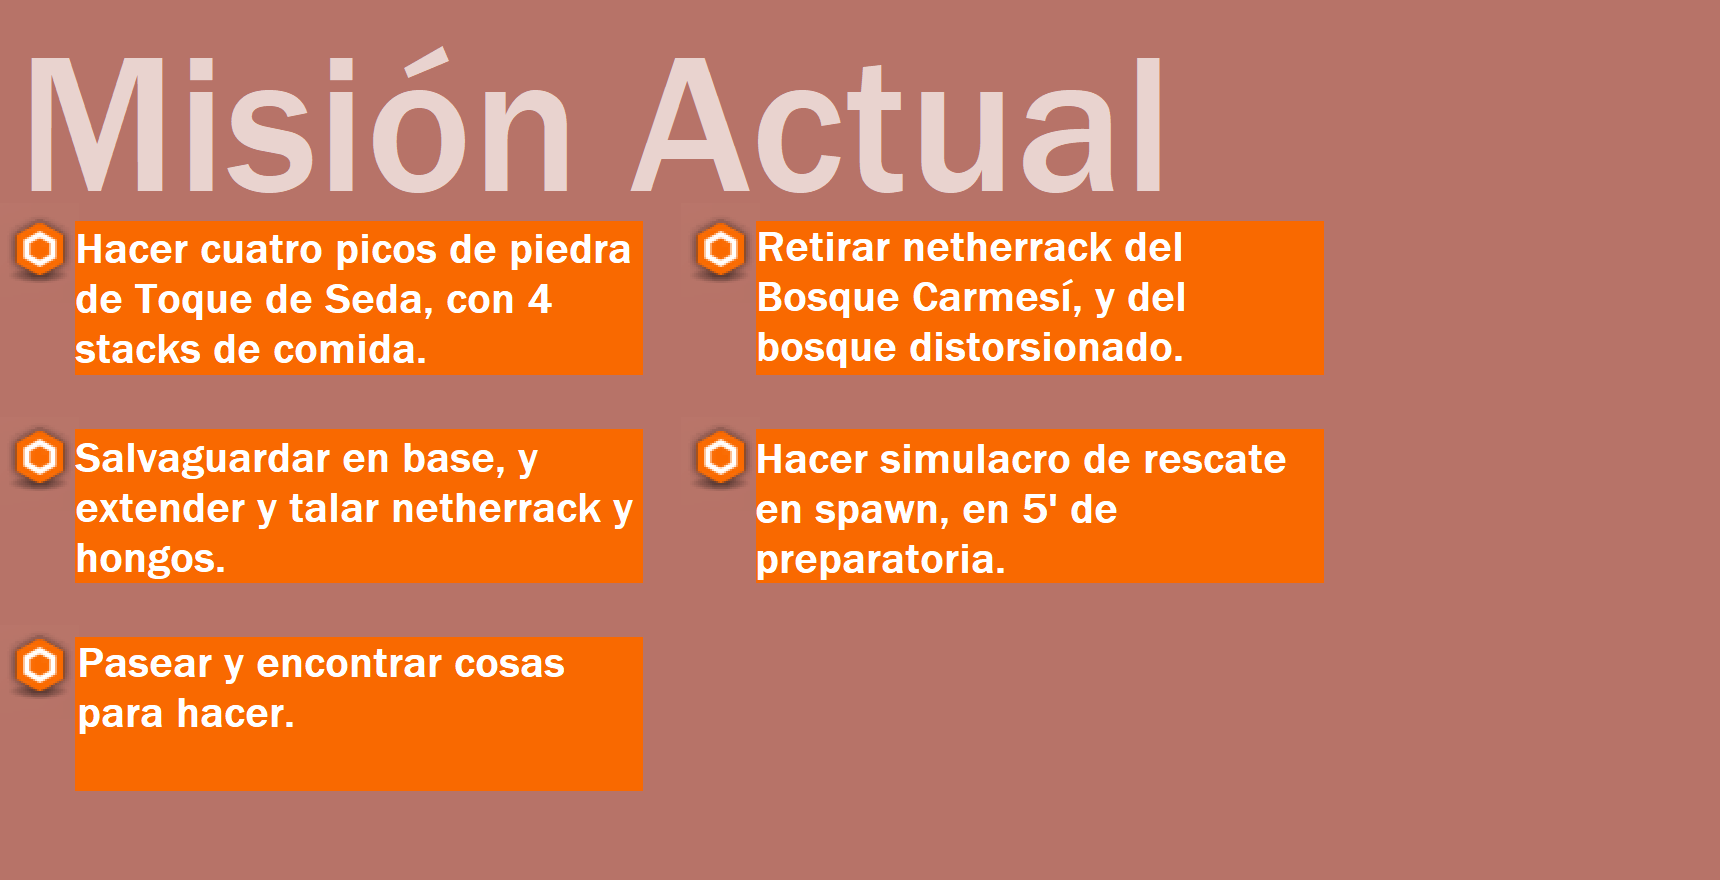 Misión Actual
Hacer cuatro picos de piedra
de Toque de Seda, con 4
stacks de comida.
Salvaguardar en base, y
extender y talar netherrack y
hongos.
Pasear y encontrar cosas
para hacer.
Retirar netherrack del
Bosque Carmesí, y del
bosque distorsionado.
Hacer simulacro de rescate
en spawn, en 5' de
preparatoria.